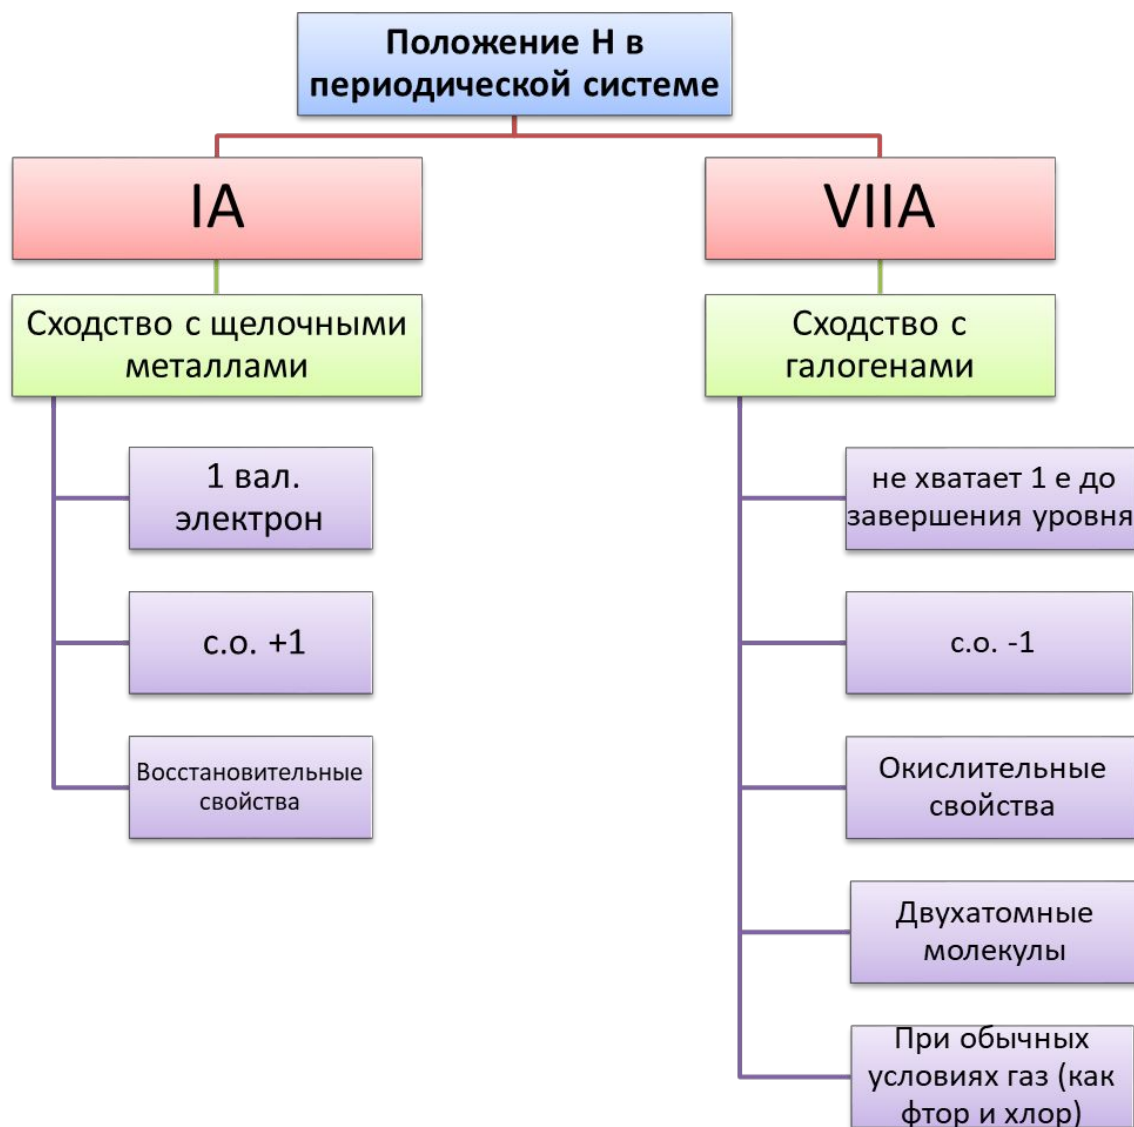 Положение Н в
периодической системе
IA
Сходство с щелочными
металлами
1 вал.
электрон
с.о. +1
Восстановительные
свойства
VIIA
Сходство с
галогенами
не хватает 1 е до
завершения уровня
с.о. -1
Окислительные
свойства
Двухатомные
молекулы
При обычных
условиях газ (как
фтор и хлор)